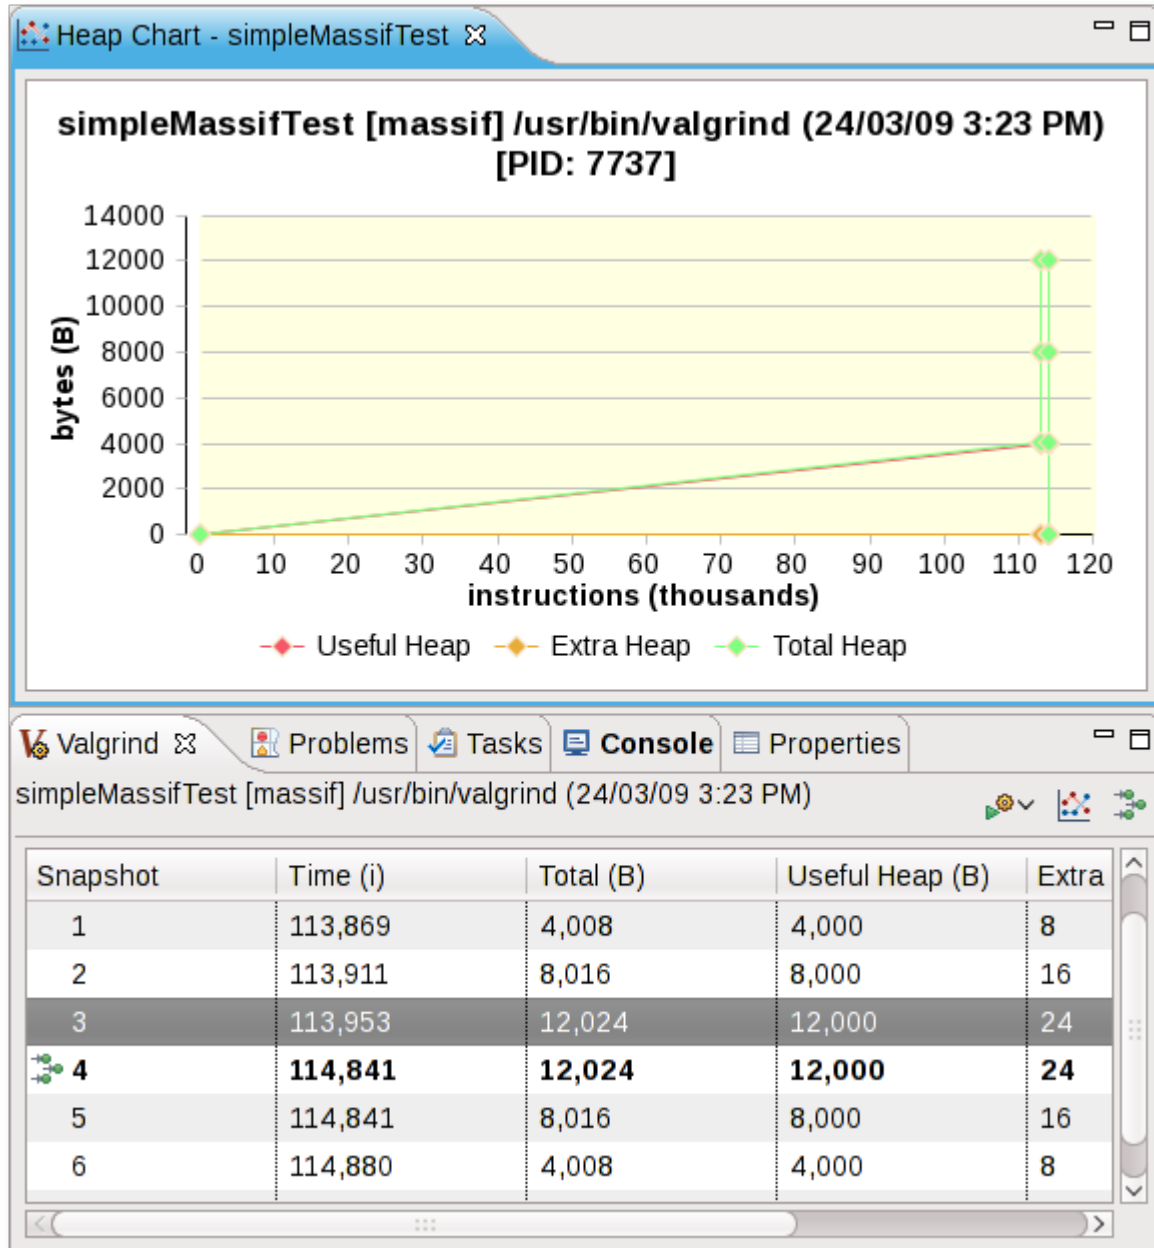 Heap Chart - simpleMassifTest
simpleMassifTest [massif] /usr/bin/valgrind (24/03/09 3:23 PM)
[PID: 7737]
14000
12000
10000
8000
6000
4000
2000
0
bytes (B)
0 10 20 30 40 50 60 70 80 90 100 110 120
instructions (thousands)
Useful Heap Extra Heap Total Heap
Valgrind Problems Tasks Console Properties
simpleMassifTest [massif] /usr/bin/valgrind (24/03/09 3:23 PM)
Snapshot Time (i) Total (B) Useful Heap (B) Extra
1 113,869 4,008 4,000 8
2 113,911 8,016 8,000 16
3 113,953 12,024 12,000 24
4 114,841 12,024 12,000 24
5 114,841 8,016 8,000 16
6 114,880 4,008 4,000 8